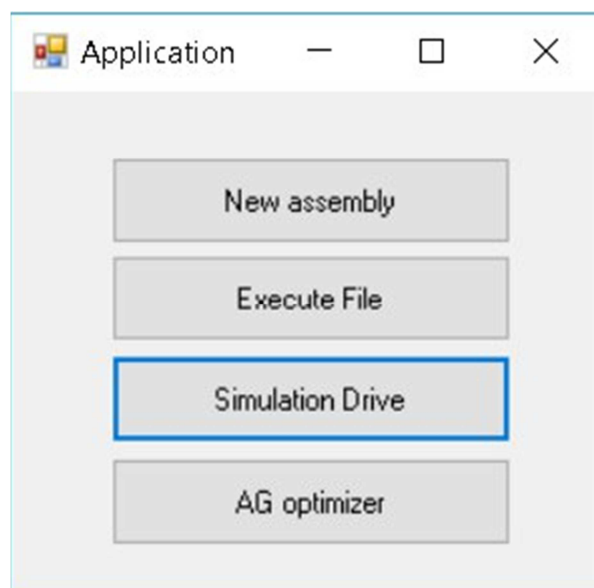 Application
New assembly
Execute File
Simulation Drive
AG optimizer